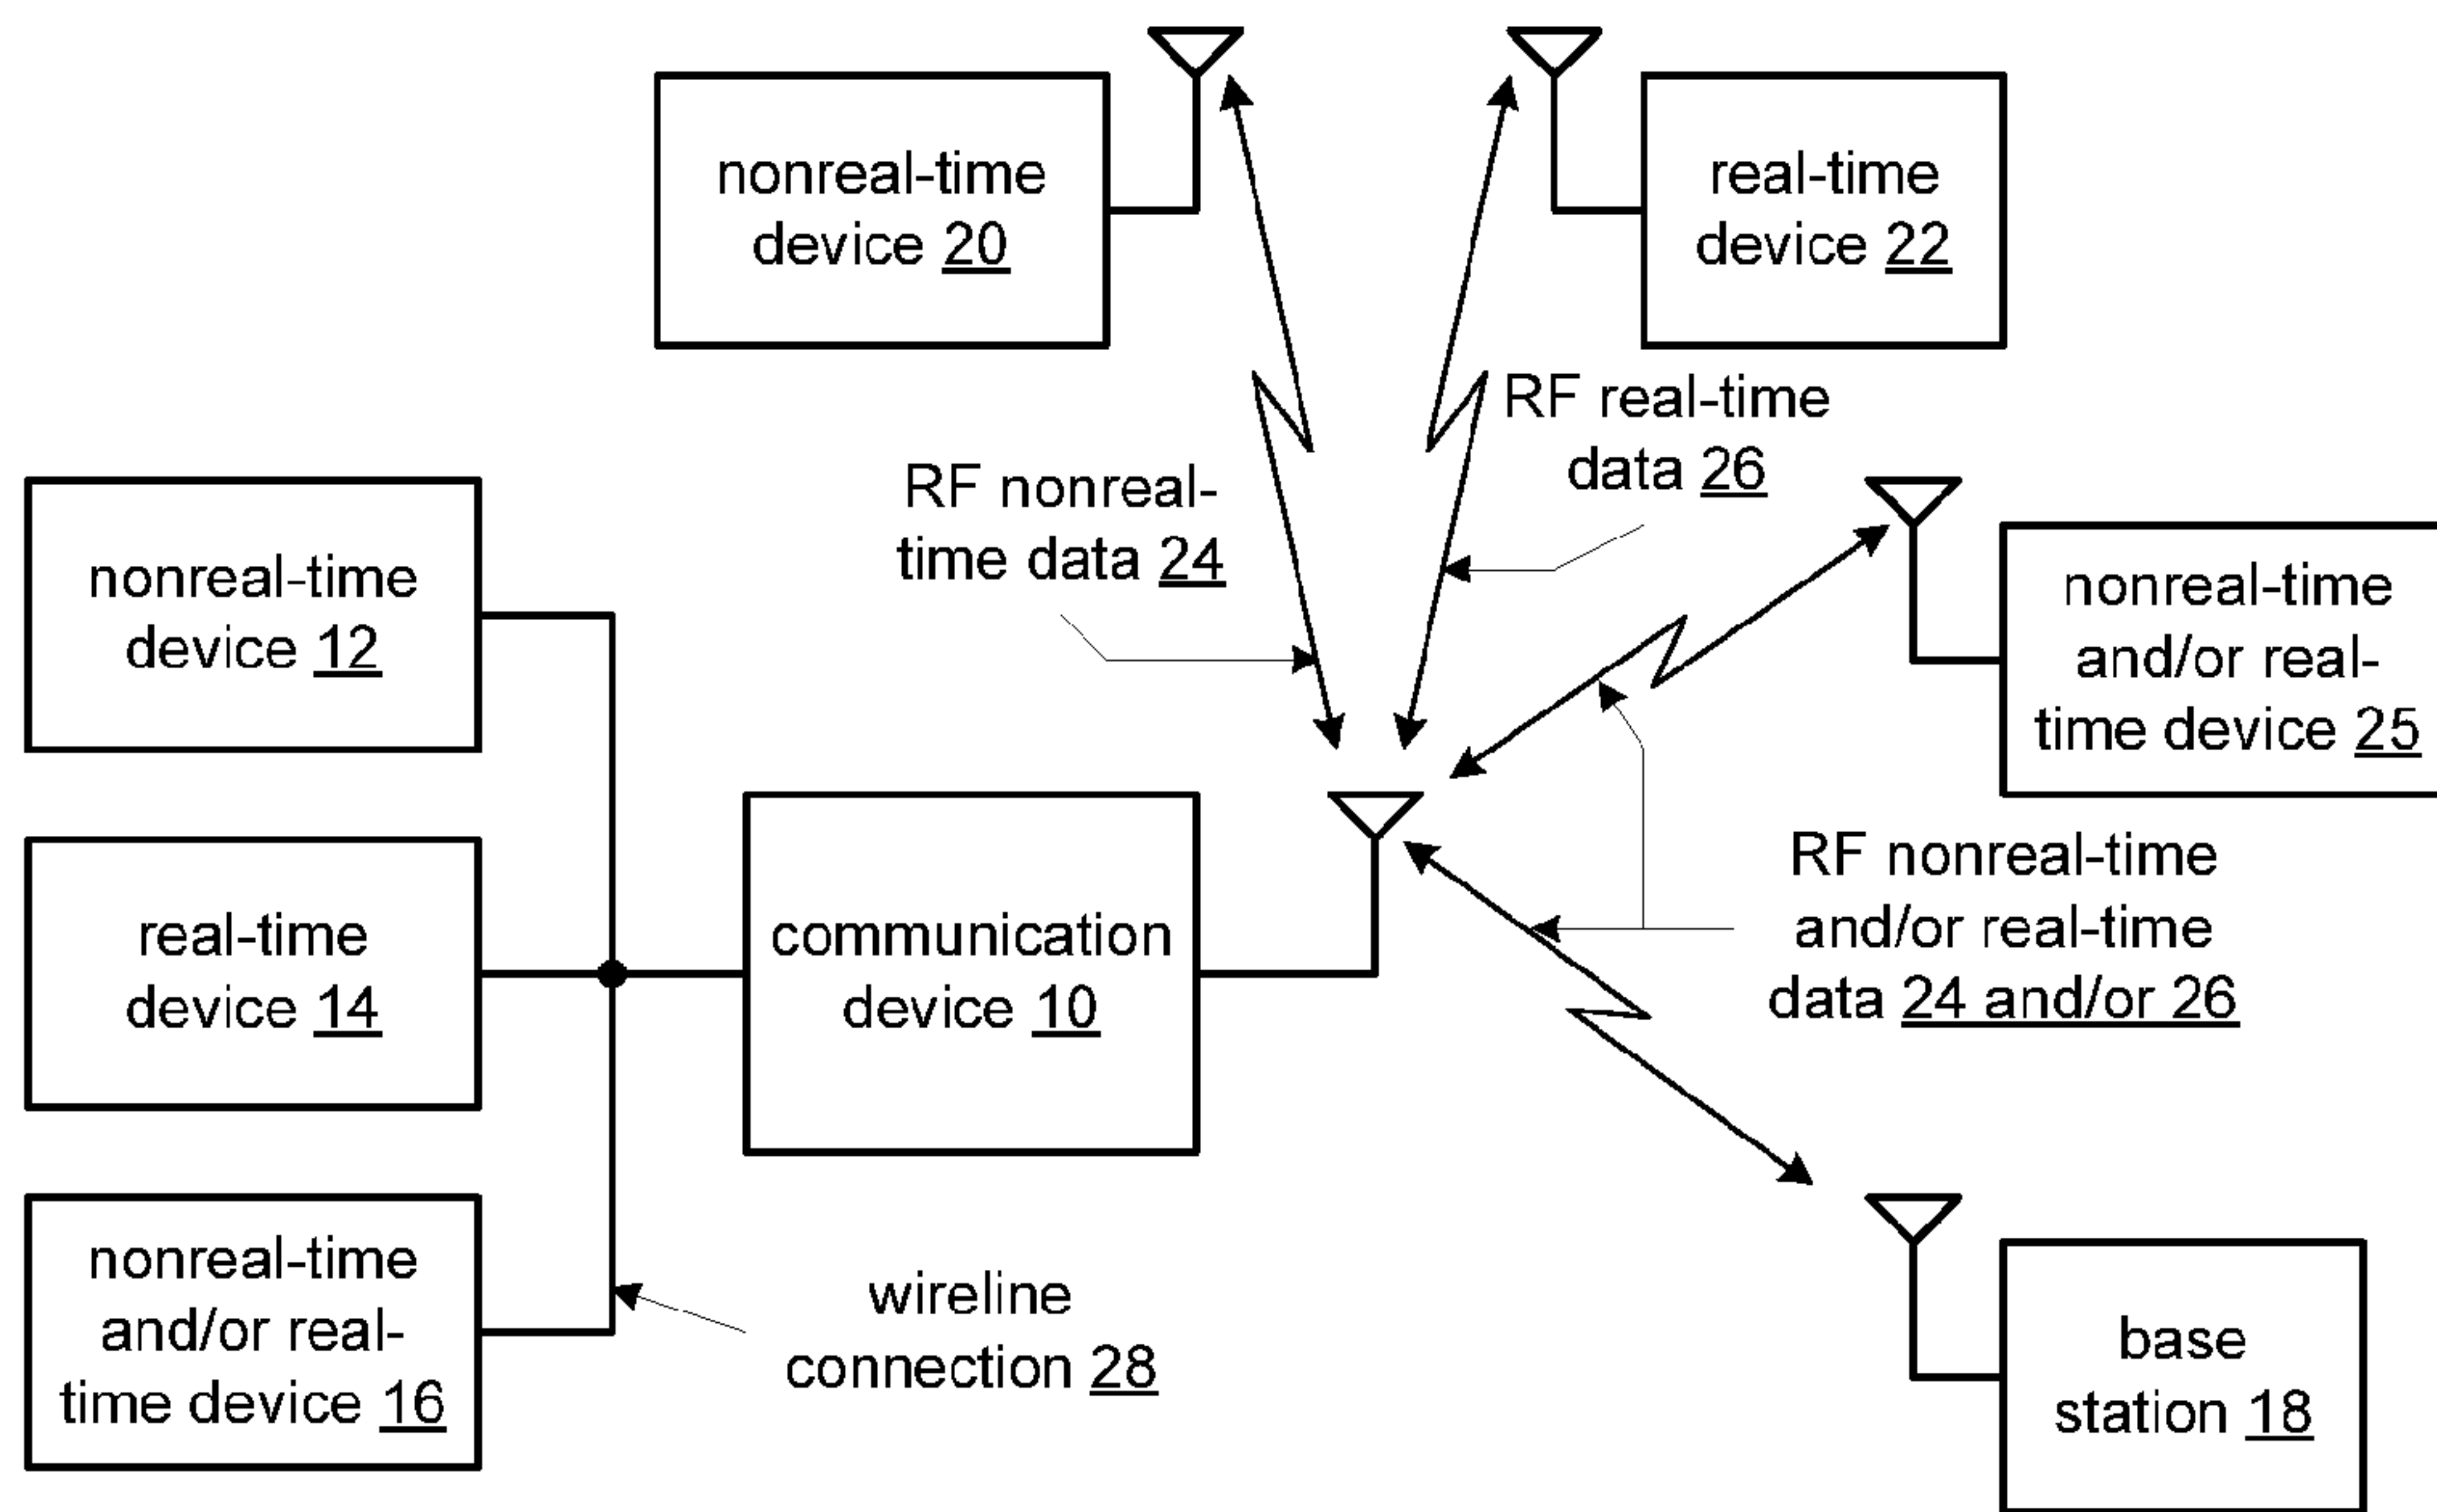 nonreal-time
device 20
real-time
device 22
RF real-time
data 26
RF nonreal-
time data 24
nonreal-time
device 12
nonreal-time
and/or real-
time device 25
real-time
device 14
communication
device 10
RF nonreal-time
and/or real-time
data 24 and/or 26
nonreal-time
and/or real-
time device 16
wireline
connection 28
base
station 18